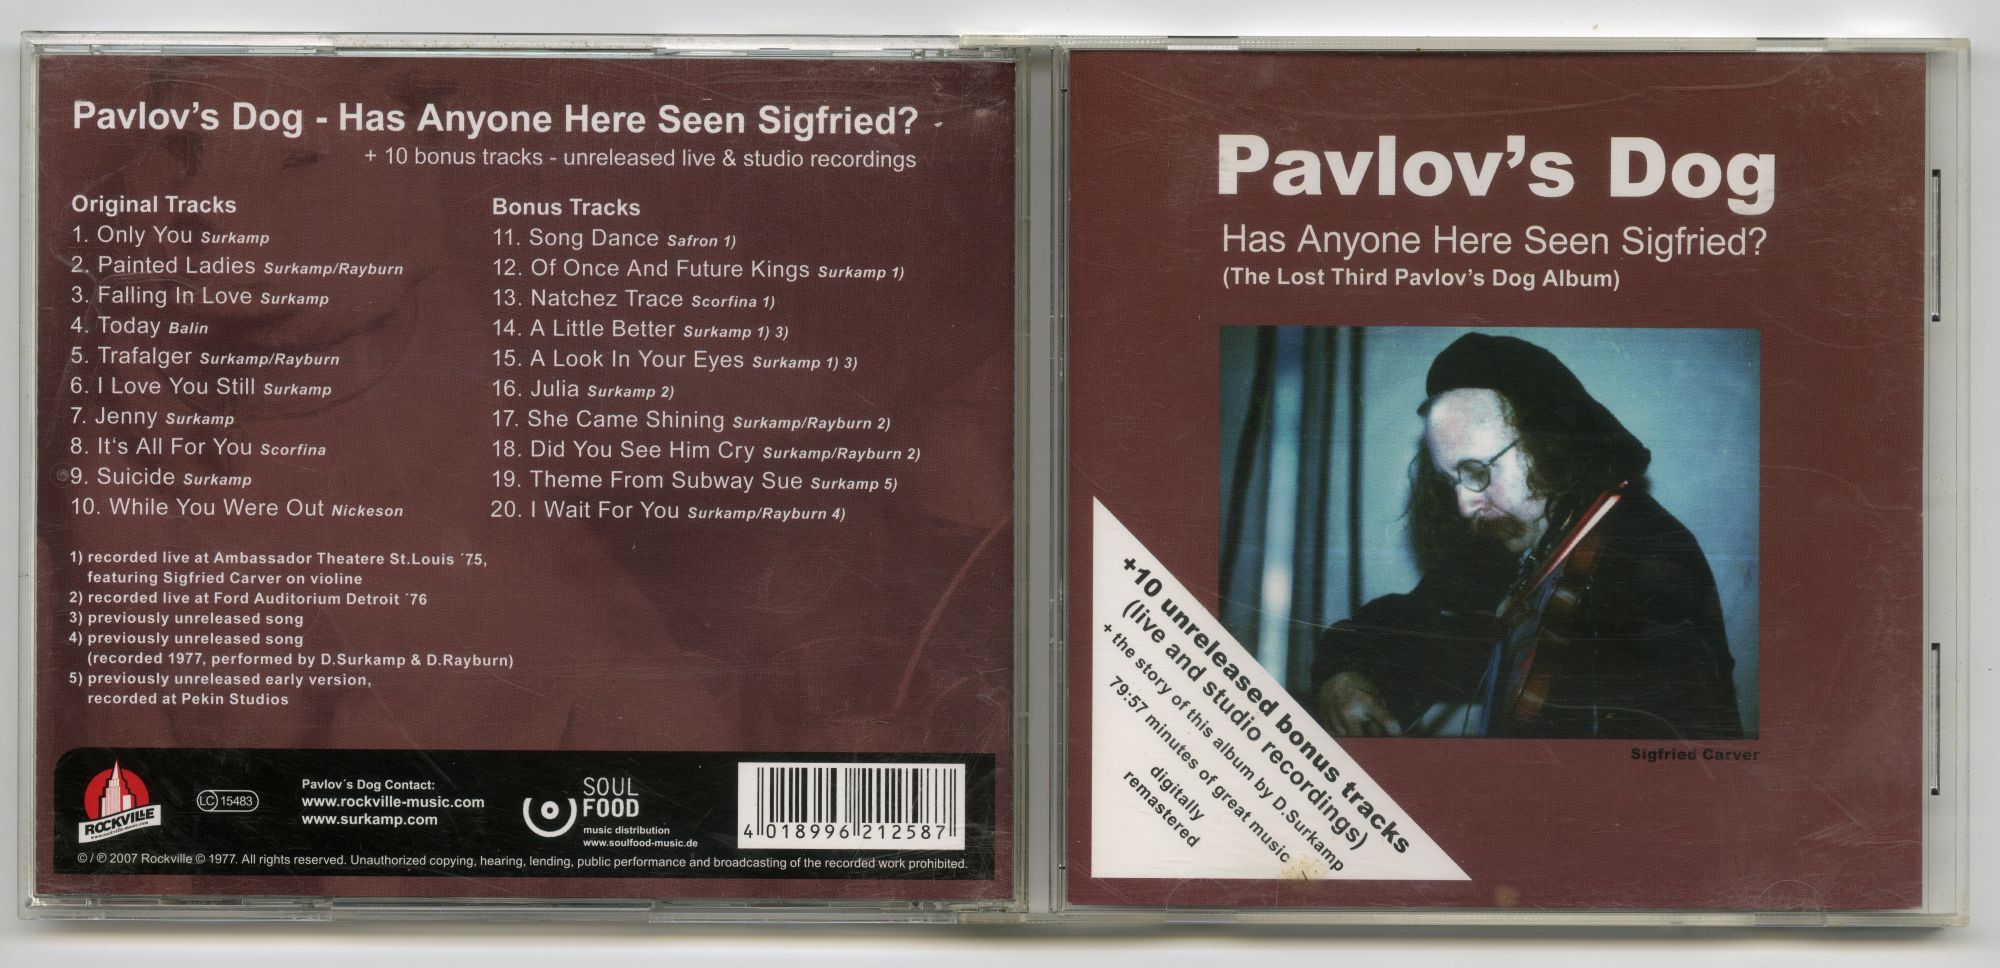 Pavlov's Dog - Has Anyone Here Seen Sigfried?
+ 10 bonus tracks - unreleased live & studio recordings
Original Tracks
1. Only You Surkamp
2. Painted Ladies Surkamp/Rayburn
3. Falling In Love Surkamp
4. Today Balin
5. Trafalger Surkamp/Rayburn
6. I Love You Still Surkamp
7. Jenny Surkamp
8. It's All For You Scorfina
9. Suicide Surkamp
10. While You Were Out Nickeson
Bonus Tracks
11. Song Dance Safron 1)
12. Of Once And Future Kings Surkamp 1)
13. Natchez Trace Scorfina 1)
14. A Little Better Surkamp 1) 3)
15. A Look In Your Eyes Surkamp 1) 3)
16. Julia Surkamp 2)
17. She Came Shining Surkamp/Rayburn 2)
18. Did You See Him Cry Surkamp/Rayburn 2)
19. Theme From Subway Sue Surkamp 5)
20. I Wait For You Surkamp/Rayburn 4)
1) recorded live at Ambassador Theatere St.Louis ´75,
featuring Sigfried Carver on violine
2) recorded live at Ford Auditorium Detroit ´76
3) previously unreleased song
4) previously unreleased song
(recorded 1977, performed by D.Surkamp & D.Rayburn)
5) previously unreleased early version,
recorded at Pekin Studios
ROCKVILLE
www.rockville-music.com
LC 15483
Pavlov´s Dog Contact:
www.rockville-music.com
www.surkamp.com
SOUL
FOOD
music distribution
www.soulfood-music.de
4 018996 212587
© / ℗ 2007 Rockville © 1977. All rights reserved. Unauthorized copying, hearing, lending, public performance and broadcasting of the recorded work prohibited.
Pavlov's Dog
Has Anyone Here Seen Sigfried?
(The Lost Third Pavlov's Dog Album)
Sigfried Carver
+10 unreleased bonus tracks
(live and studio recordings)
+ the story of this album by D.Surkamp
79:57 minutes of great music
digitally
remastered